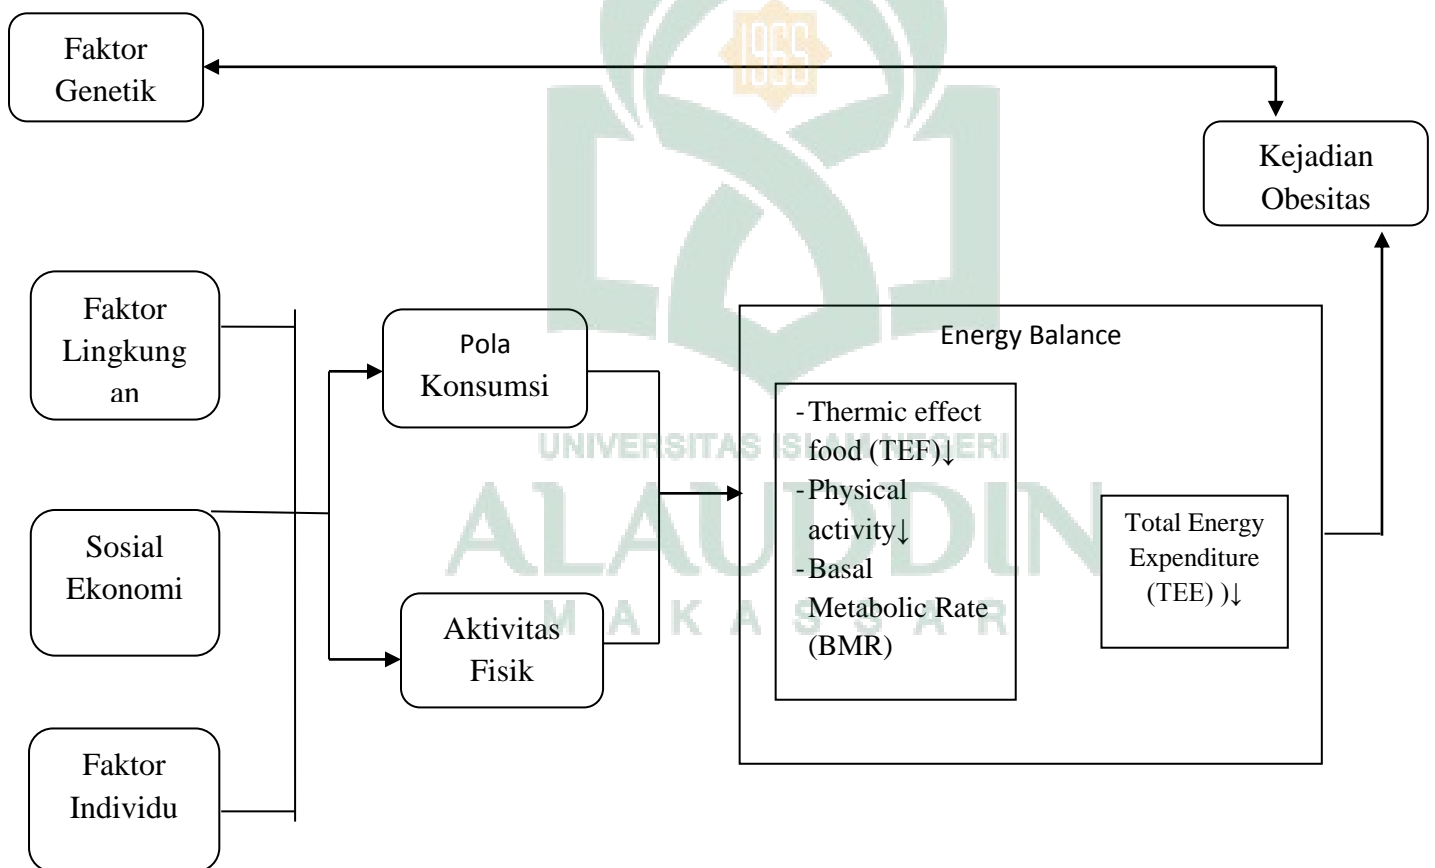 1965
Faktor
Genetik
Kejadian
Obesitas
Faktor
Lingkung
an
Pola
Konsumsi
Energy Balance
-Thermic effect
food (TEF)↓
-Physical
activity↓
-Basal
Metabolic Rate
(BMR)
Total Energy
Expenditure
(TEE) )↓
Sosial
Ekonomi
Aktivitas
Fisik
Faktor
Individu
UNIVERSITAS ISLAM NEGERI
ALAUDDIN
MAKASSAR